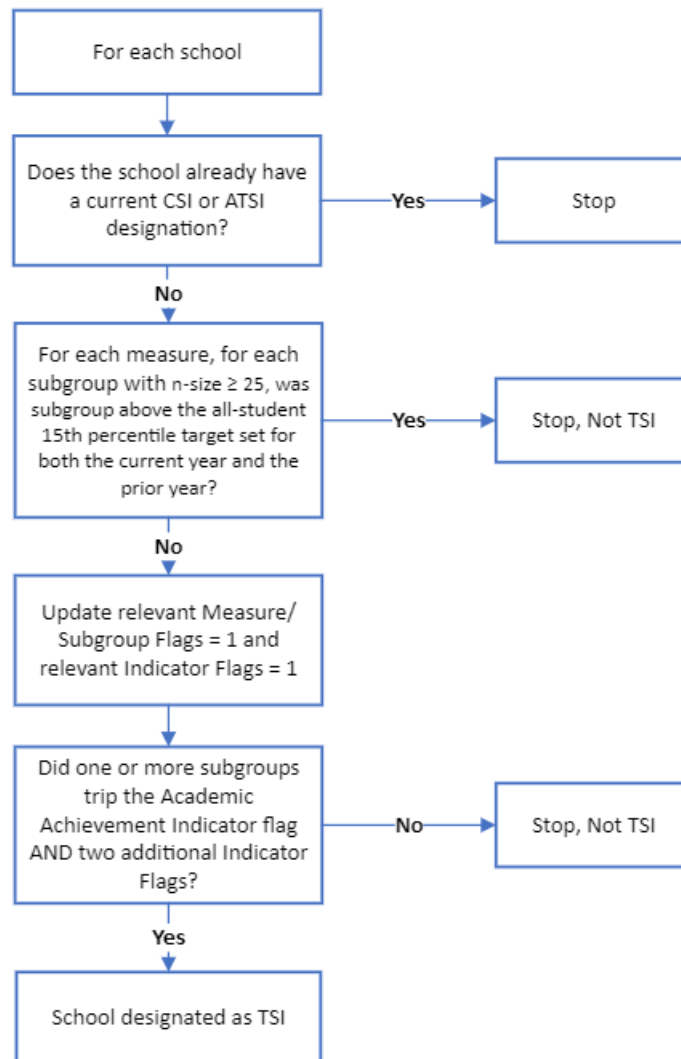 For each school
Does the school already have
a current CSI or ATSI
designation?
Yes
Stop
No
For each measure, for each
subgroup with n-size ≥ 25, was
subgroup above the all-student
15th percentile target set for
both the current year and the
prior year?
Yes
Stop, Not TSI
No
Update relevant Measure/
Subgroup Flags = 1 and
relevant Indicator Flags = 1
Did one or more subgroups
trip the Academic
Achievement Indicator flag
AND two additional Indicator
Flags?
No
Stop, Not TSI
Yes
School designated as TSI